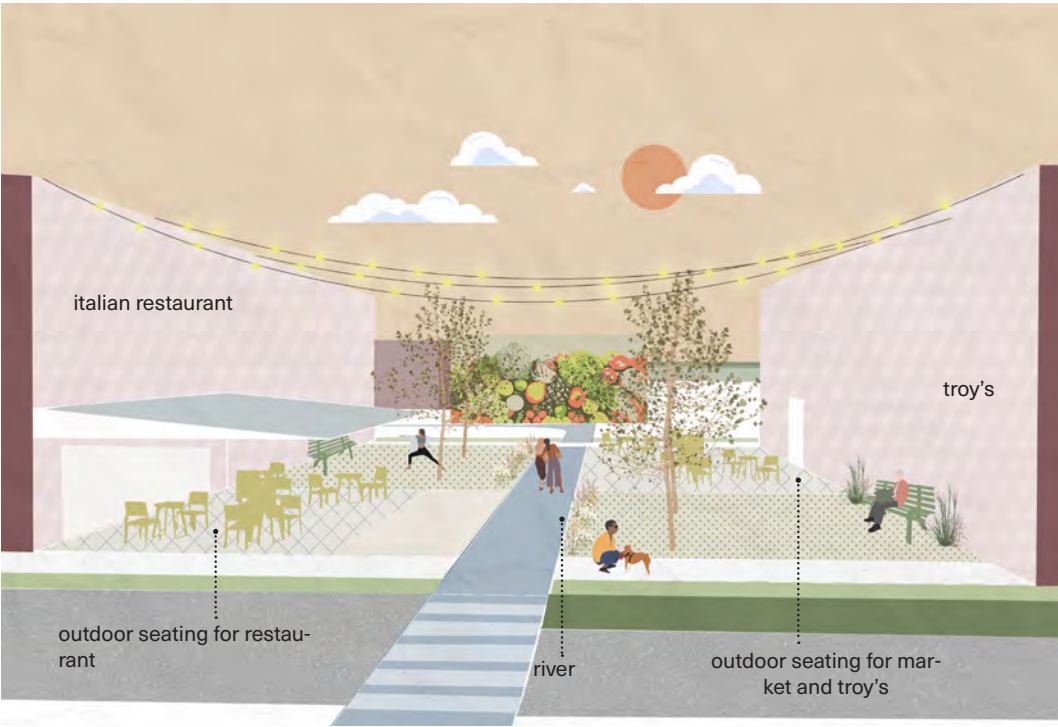 italian restaurant
troy's
outdoor seating for restau-
rant
river
outdoor seating for mar-
ket and troy's